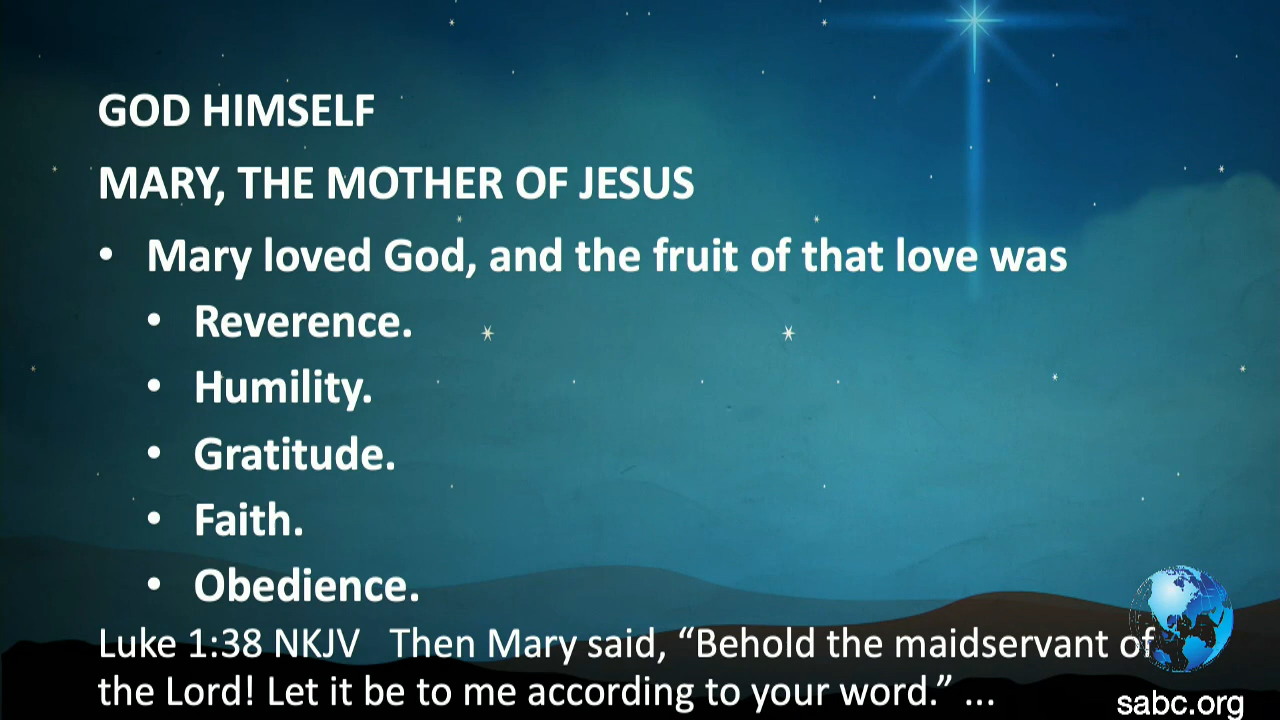 GOD HIMSELF
MARY, THE MOTHER OF JESUS
• Mary loved God, and the fruit of that love was
• Reverence.
• Humility.
• Gratitude.
• Faith.
• Obedience.
Luke 1:38 NKJV Then Mary said, “Behold the maidservant of
the Lord! Let it be to me according to your word.” ...
sabc.org